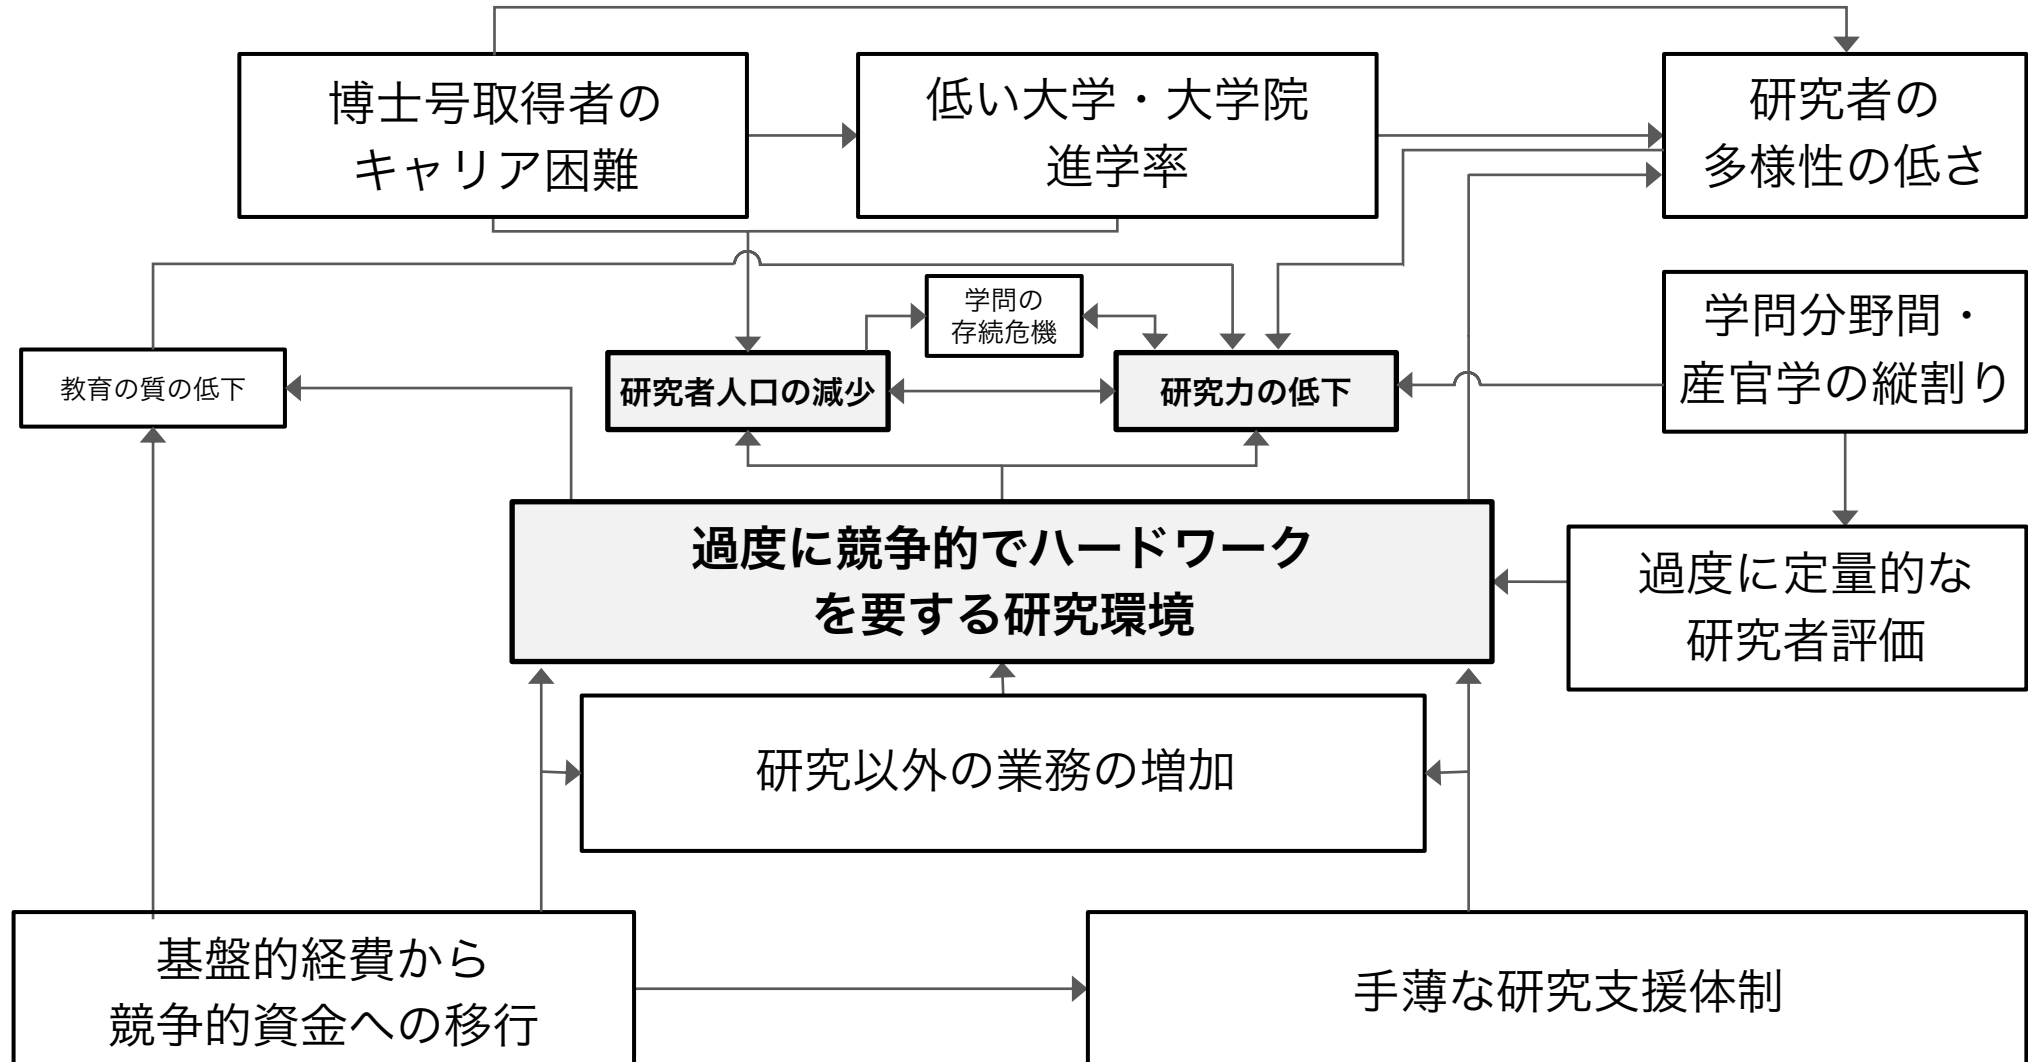 博士号取得者の
キャリア困難
低い大学・大学院
進学率
研究者の
多様性の低さ
学問の
存続危機
学問分野間・
産官学の縦割り
教育の質の低下
研究者人口の減少
研究力の低下
過度に競争的でハードワーク
を要する研究環境
過度に定量的な
研究者評価
研究以外の業務の増加
基盤的経費から
競争的資金への移行
手薄な研究支援体制